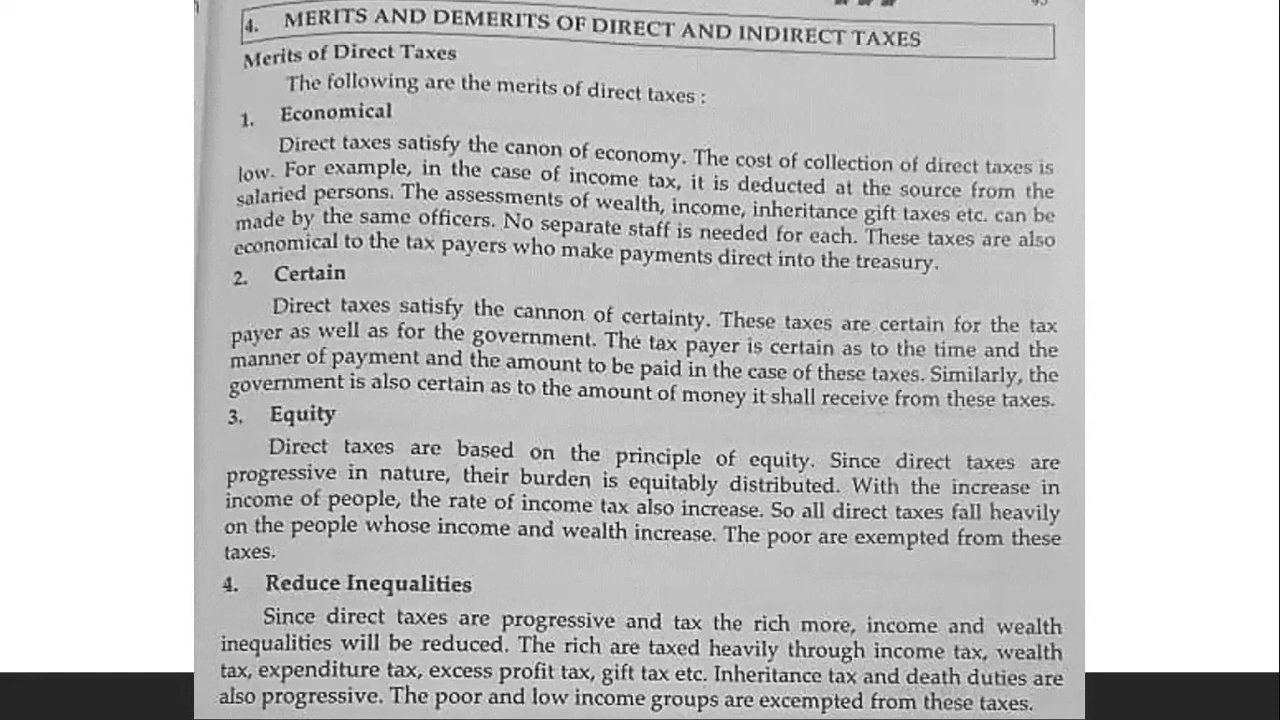 4. MERITS AND DEMERITS OF DIRECT AND INDIRECT TAXES
Merits of Direct Taxes
The following are the merits of direct taxes :
1. Economical
Direct taxes satisfy the canon of economy. The cost of collection of direct taxes is
low. For example, in the case of income tax, it is deducted at the source from the
salaried persons. The assessments of wealth, income, inheritance gift taxes etc. can be
made by the same officers. No separate staff is needed for each. These taxes are also
economical to the tax payers who make payments direct into the treasury.
2. Certain
Direct taxes satisfy the cannon of certainty. These taxes are certain for the tax
payer as well as for the government. The tax payer is certain as to the time and the
manner of payment and the amount to be paid in the case of these taxes. Similarly, the
government is also certain as to the amount of money it shall receive from these taxes.
3. Equity
Direct taxes are based on the principle of equity. Since direct taxes are
progressive in nature, their burden is equitably distributed. With the increase in
income of people, the rate of income tax also increase. So all direct taxes fall heavily
on the people whose income and wealth increase. The poor are exempted from these
taxes.
4. Reduce Inequalities
Since direct taxes are progressive and tax the rich more, income and wealth
inequalities will be reduced. The rich are taxed heavily through income tax, wealth
tax, expenditure tax, excess profit tax, gift tax etc. Inheritance tax and death duties are
also progressive. The poor and low income groups are excempted from these taxes.